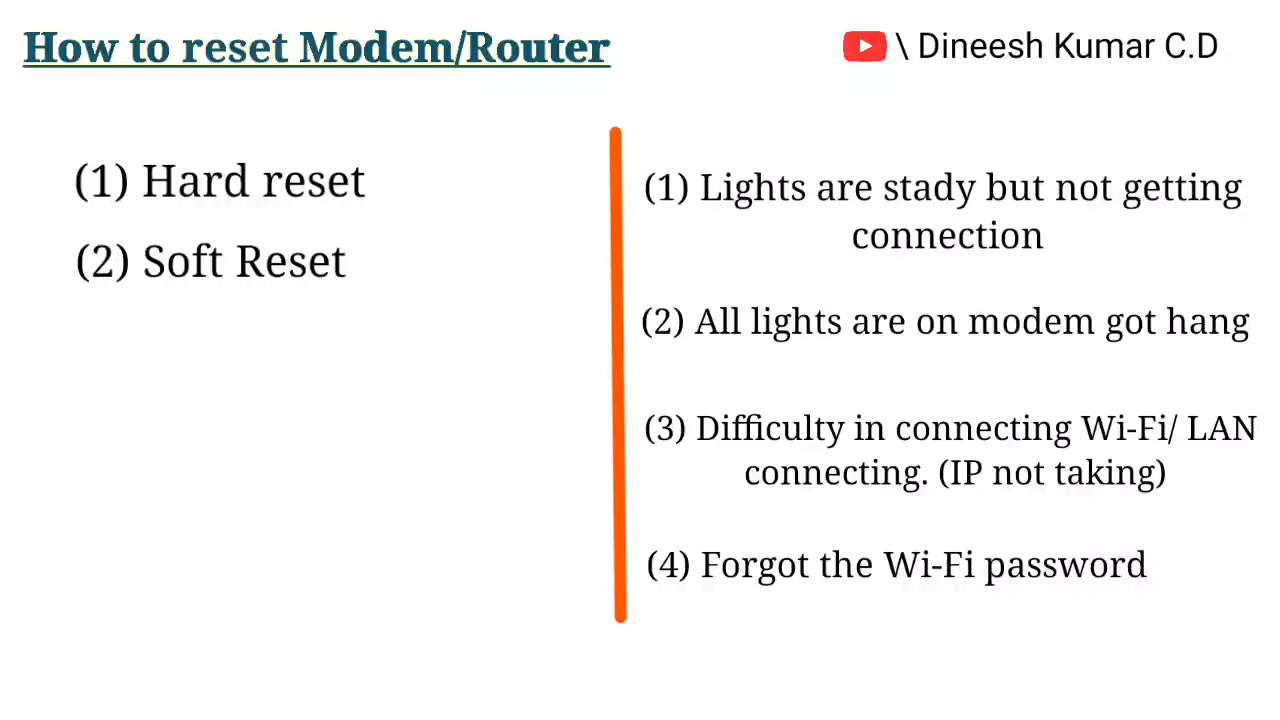 How to reset Modem/Router
\ Dineesh Kumar C.D
(1) Hard reset
(2) Soft Reset
(1) Lights are stady but not getting
connection
(2) All lights are on modem got hang
(3) Difficulty in connecting Wi-Fi/ LAN
connecting. (IP not taking)
(4) Forgot the Wi-Fi password